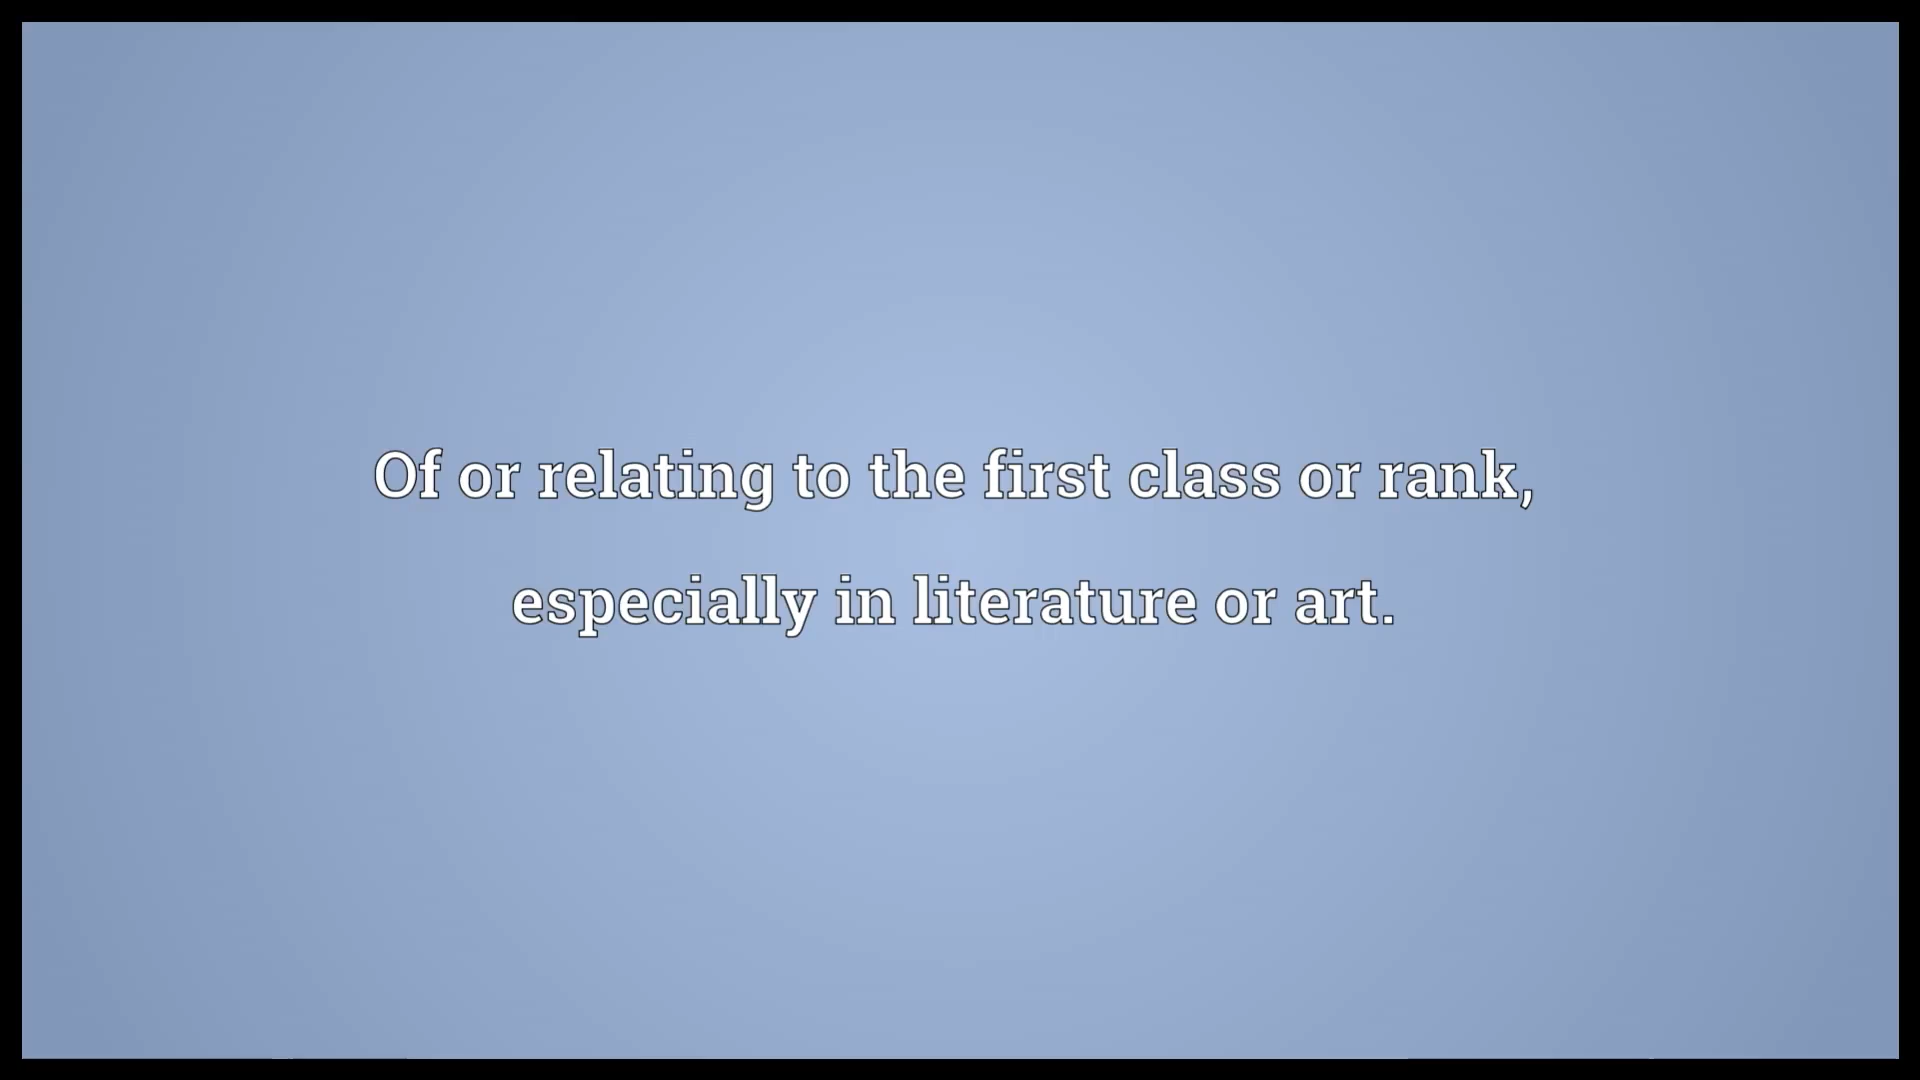 Of or relating to the first class or rank,
especially in literature or art.